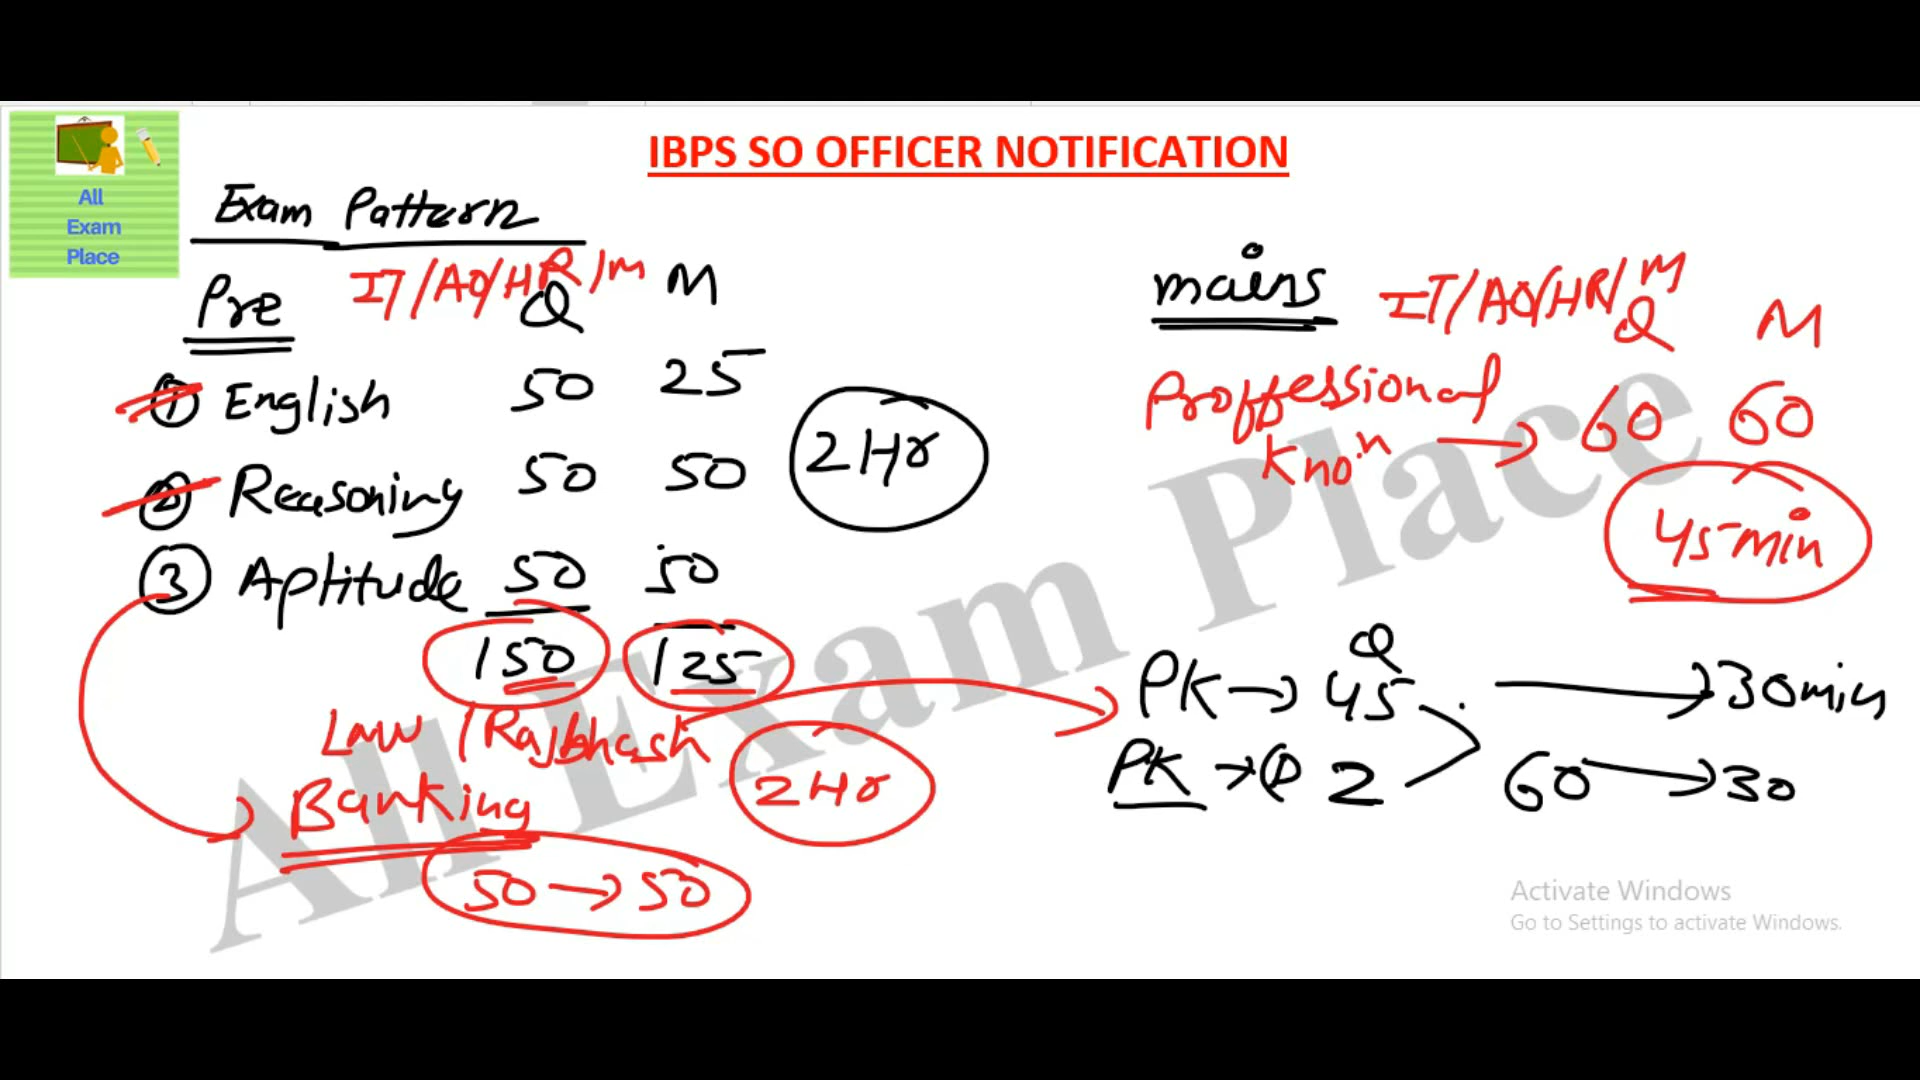 IBPS SO OFFICER NOTIFICATION
All
Exam
Place
Exam Pattern
Pre IT/AO/HR/M
Q M
① English 50 25
② Reasoning 50 50
2Hr
③ Aptitude 50 50
150 125
Law / Rajbhash
2Hr
Banking
50 → 50
mains IT/AO/HR/M
Q M
Proffessional
Kno.n → 60 60
45 min
Q
PK → 45 → 30min
PK → D 2 60 → 30
All Exam Place
Activate Windows
Go to Settings to activate Windows.